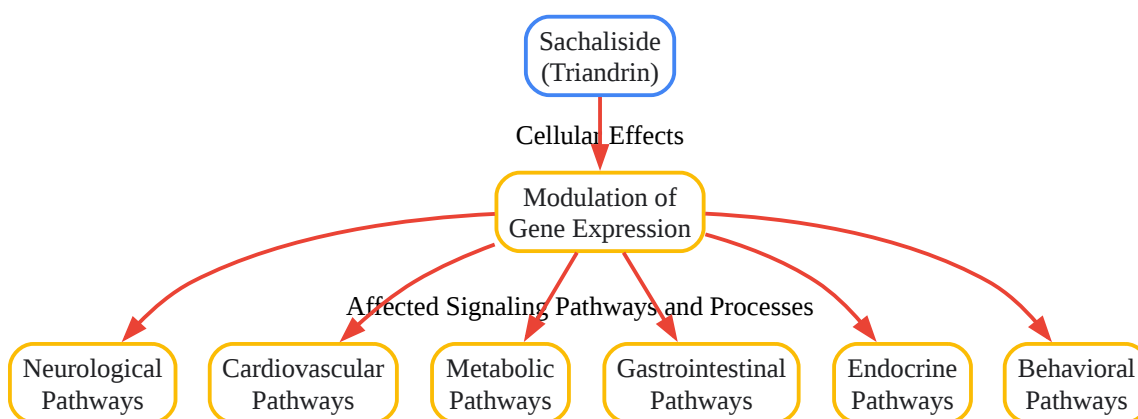 Sachaliside
(Triandrin)
Cellular Effects
Modulation of
Gene Expression
Affected Signaling Pathways and Processes
Neurological
Pathways
Cardiovascular
Pathways
Metabolic
Pathways
Gastrointestinal
Pathways
Endocrine
Pathways
Behavioral
Pathways